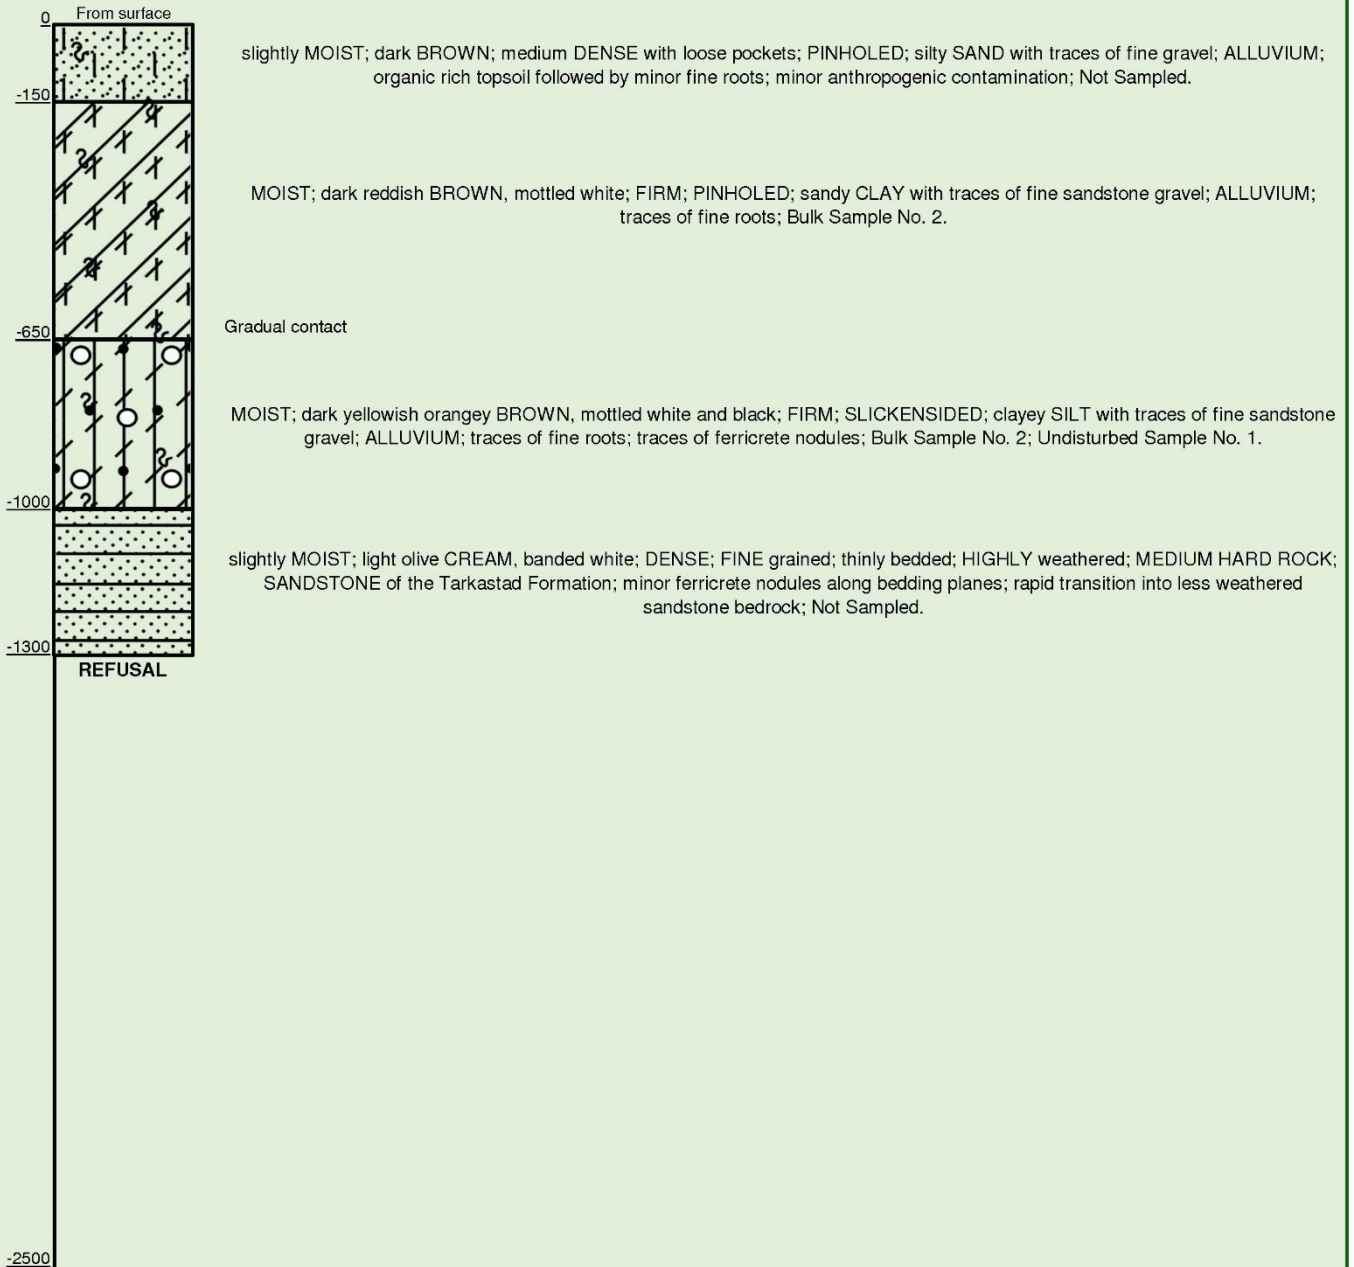 From surface
0
slightly MOIST; dark BROWN; medium DENSE with loose pockets; PINHOLED; silty SAND with traces of fine gravel; ALLUVIUM;
organic rich topsoil followed by minor fine roots; minor anthropogenic contamination; Not Sampled.
-150
MOIST; dark reddish BROWN, mottled white; FIRM; PINHOLED; sandy CLAY with traces of fine sandstone gravel; ALLUVIUM;
traces of fine roots; Bulk Sample No. 2.
-650
Gradual contact
MOIST; dark yellowish orangey BROWN, mottled white and black; FIRM; SLICKENSIDED; clayey SILT with traces of fine sandstone
gravel; ALLUVIUM; traces of fine roots; traces of ferricrete nodules; Bulk Sample No. 2; Undisturbed Sample No. 1.
-1000
slightly MOIST; light olive CREAM, banded white; DENSE; FINE grained; thinly bedded; HIGHLY weathered; MEDIUM HARD ROCK;
SANDSTONE of the Tarkastad Formation; minor ferricrete nodules along bedding planes; rapid transition into less weathered
sandstone bedrock; Not Sampled.
-1300
REFUSAL
-2500